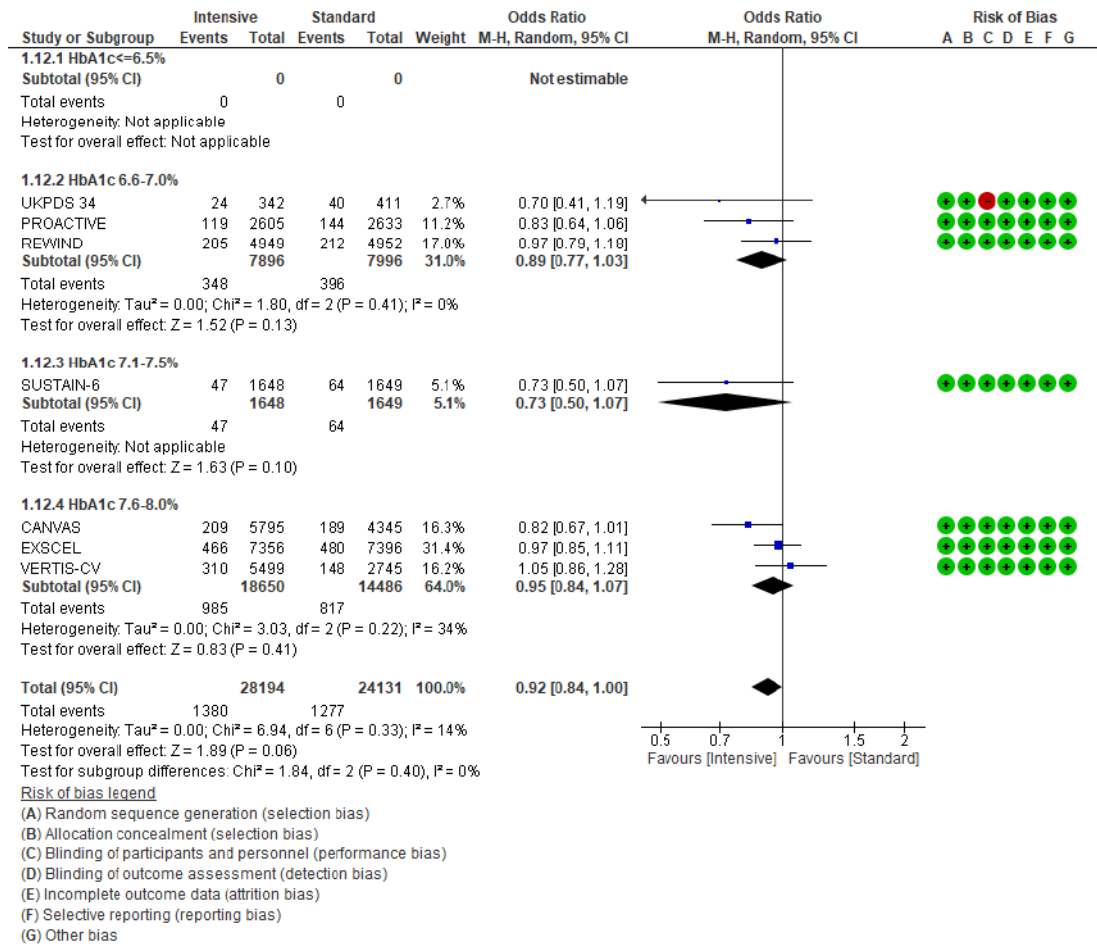 Intensive Standard Odds Ratio Odds Ratio Risk of Bias
Study or Subgroup Events Total Events Total Weight M-H, Random, 95% CI M-H, Random, 95% CI A B C D E F G
1.12.1 HbA1c<=6.5%
Subtotal (95% CI) 0 0 Not estimable
Total events 0 0
Heterogeneity: Not applicable
Test for overall effect: Not applicable
1.12.2 HbA1c 6.6-7.0%
UKPDS 34 24 342 40 411 2.7% 0.70 [0.41, 1.19] + + - + + + +
PROACTIVE 119 2605 144 2633 11.2% 0.83 [0.64, 1.06] + + + + + + +
REWIND 205 4949 212 4952 17.0% 0.97 [0.79, 1.18] + + + + + + +
Subtotal (95% CI) 7896 7996 31.0% 0.89 [0.77, 1.03]
Total events 348 396
Heterogeneity: Tau² = 0.00; Chi² = 1.80, df = 2 (P = 0.41); I² = 0%
Test for overall effect: Z = 1.52 (P = 0.13)
1.12.3 HbA1c 7.1-7.5%
SUSTAIN-6 47 1648 64 1649 5.1% 0.73 [0.50, 1.07] + + + + + + +
Subtotal (95% CI) 1648 1649 5.1% 0.73 [0.50, 1.07]
Total events 47 64
Heterogeneity: Not applicable
Test for overall effect: Z = 1.63 (P = 0.10)
1.12.4 HbA1c 7.6-8.0%
CANVAS 209 5795 189 4345 16.3% 0.82 [0.67, 1.01] + + + + + + +
EXSCEL 466 7356 480 7396 31.4% 0.97 [0.85, 1.11] + + + + + + +
VERTIS-CV 310 5499 148 2745 16.2% 1.05 [0.86, 1.28] + + + + + + +
Subtotal (95% CI) 18650 14486 64.0% 0.95 [0.84, 1.07]
Total events 985 817
Heterogeneity: Tau² = 0.00; Chi² = 3.03, df = 2 (P = 0.22); I² = 34%
Test for overall effect: Z = 0.83 (P = 0.41)
Total (95% CI) 28194 24131 100.0% 0.92 [0.84, 1.00]
Total events 1380 1277
Heterogeneity: Tau² = 0.00; Chi² = 6.94, df = 6 (P = 0.33); I² = 14%
Test for overall effect: Z = 1.89 (P = 0.06)
Test for subgroup differences: Chi² = 1.84, df = 2 (P = 0.40), I² = 0%
0.5 0.7 1 1.5 2
Favours [Intensive] Favours [Standard]
Risk of bias legend
(A) Random sequence generation (selection bias)
(B) Allocation concealment (selection bias)
(C) Blinding of participants and personnel (performance bias)
(D) Blinding of outcome assessment (detection bias)
(E) Incomplete outcome data (attrition bias)
(F) Selective reporting (reporting bias)
(G) Other bias